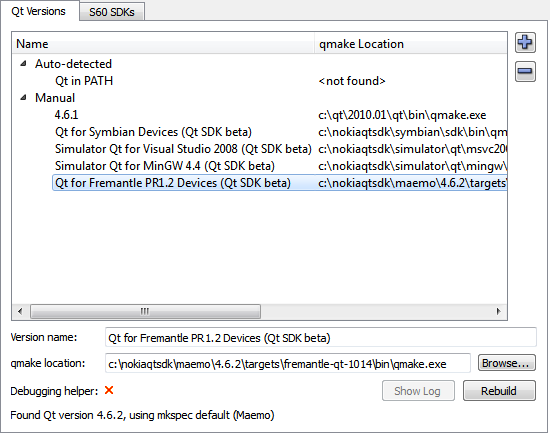 Qt Versions S60 SDKs
Name qmake Location
Auto-detected
Qt in PATH <not found>
Manual
4.6.1 c:\qt\2010.01\qt\bin\qmake.exe
Qt for Symbian Devices (Qt SDK beta) c:\nokiaqtsdk\symbian\sdk\bin\qm
Simulator Qt for Visual Studio 2008 (Qt SDK beta) c:\nokiaqtsdk\simulator\qt\msvc200
Simulator Qt for MinGW 4.4 (Qt SDK beta) c:\nokiaqtsdk\simulator\qt\mingw\
Qt for Fremantle PR1.2 Devices (Qt SDK beta) c:\nokiaqtsdk\maemo\4.6.2\targets\
Version name: Qt for Fremantle PR1.2 Devices (Qt SDK beta)
qmake location: c:\nokiaqtsdk\maemo\4.6.2\targets\fremantle-qt-1014\bin\qmake.exe Browse...
Debugging helper: Show Log Rebuild
Found Qt version 4.6.2, using mkspec default (Maemo)